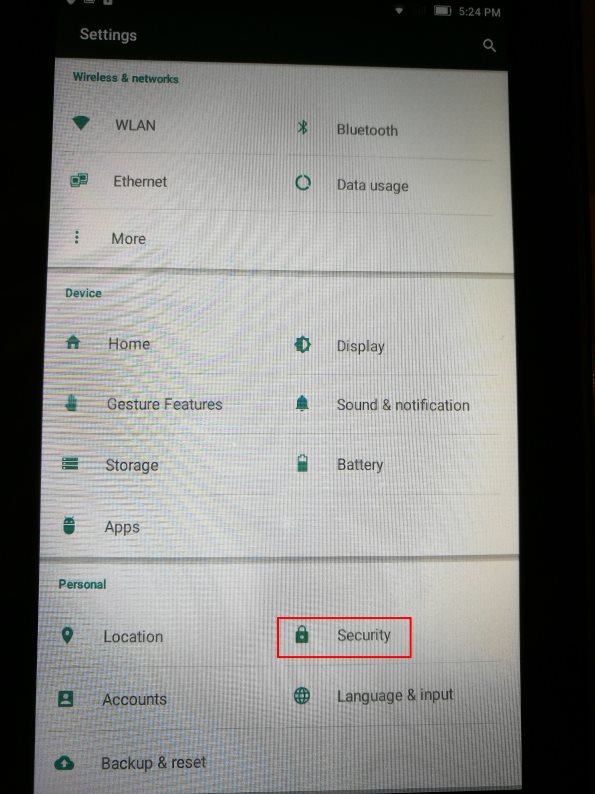 5:24 PM
Settings
Wireless & networks
WLAN
Bluetooth
Ethernet
Data usage
More
Device
Home
Display
Gesture Features
Sound & notification
Storage
Battery
Apps
Personal
Location
Security
Accounts
Language & input
Backup & reset